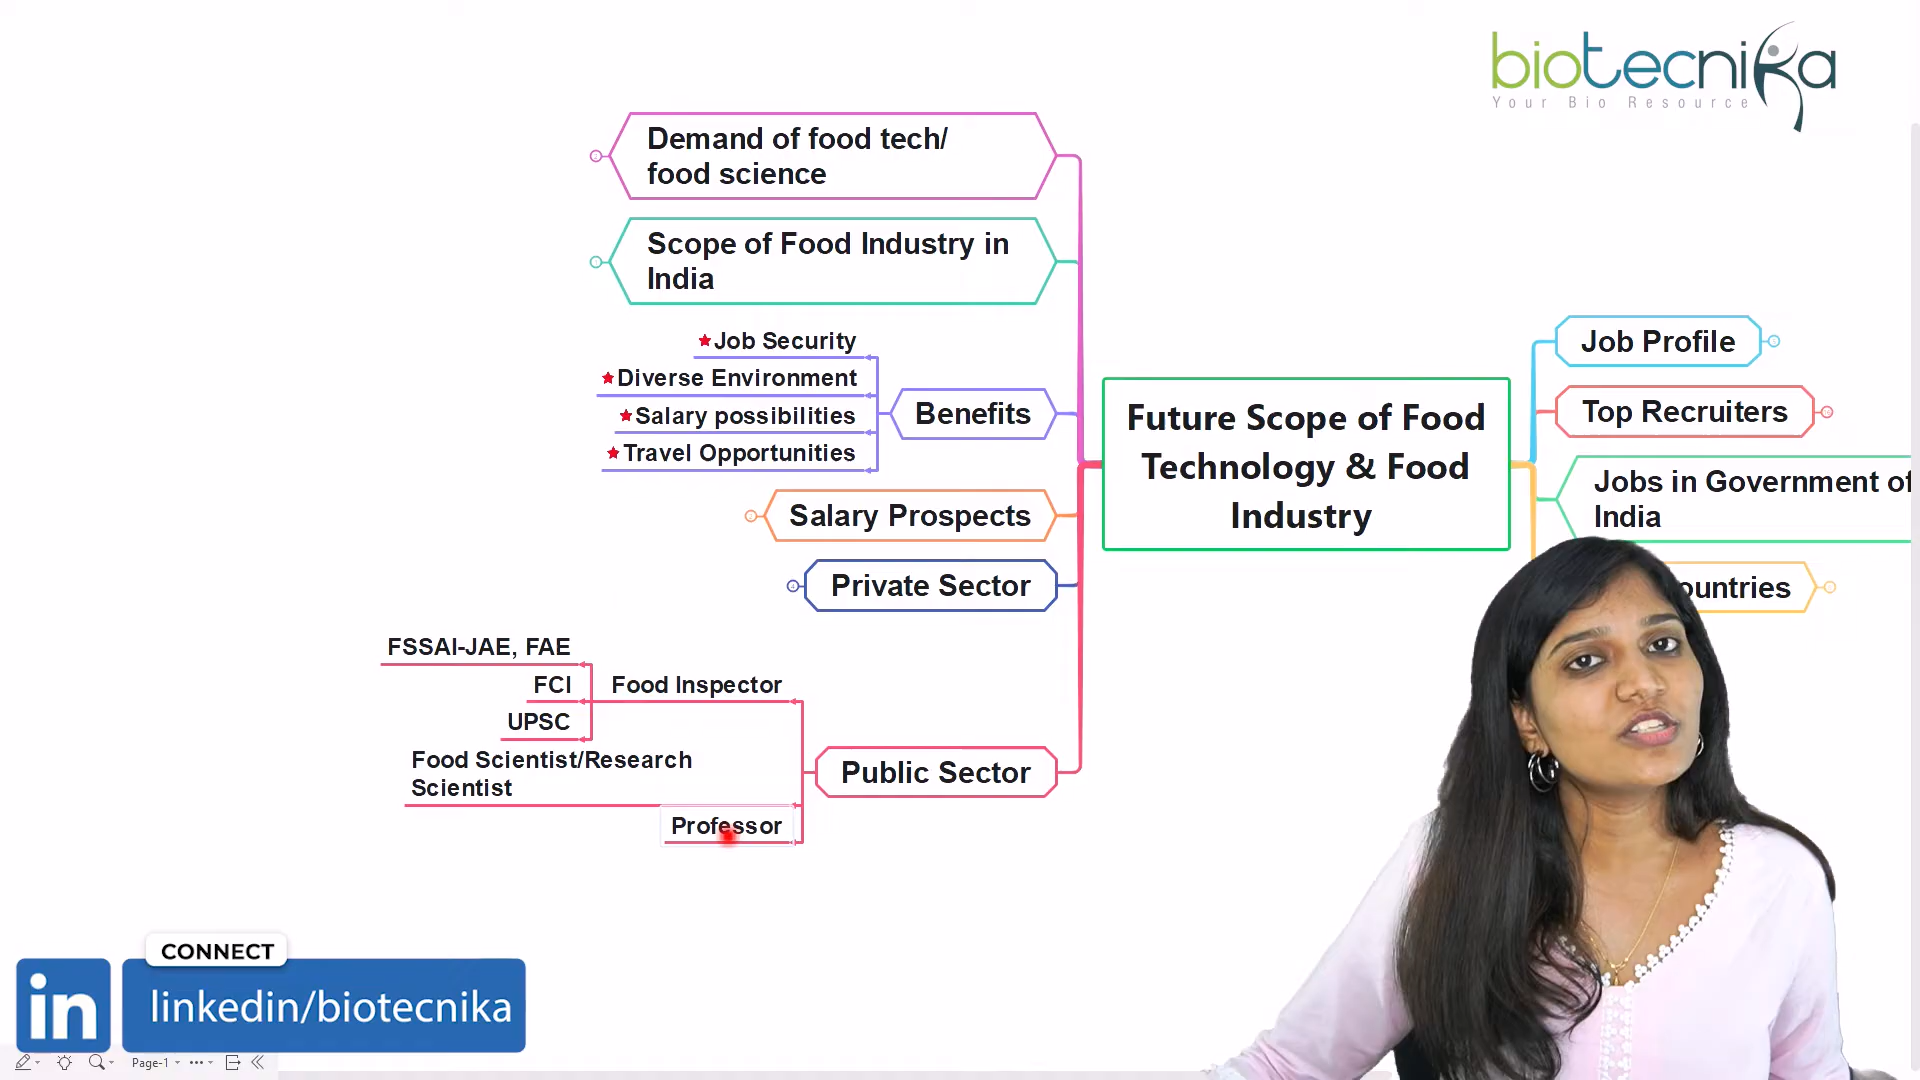 biotecnika
Your Bio Resource
Demand of food tech/
food science
Scope of Food Industry in
India
Job Security
Diverse Environment
Salary possibilities
Travel Opportunities
Benefits
Salary Prospects
Private Sector
FSSAI-JAE, FAE
FCI
UPSC
Food Inspector
Food Scientist/Research
Scientist
Professor
Public Sector
Future Scope of Food
Technology & Food
Industry
Job Profile
Top Recruiters
Jobs in Government of
India
ountries
CONNECT
in
linkedin/biotecnika
Page-1